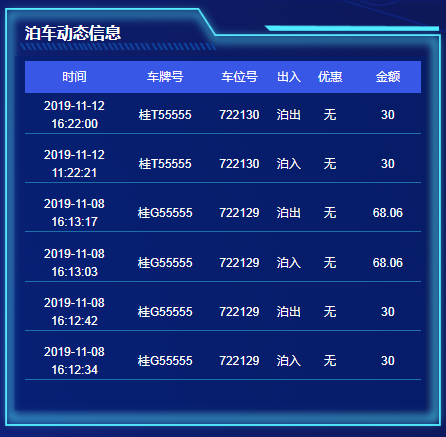 泊车动态信息
时间 车牌号 车位号 出入 优惠 金额
2019-11-12
16:22:00 桂T55555 722130 泊出 无 30
2019-11-12
11:22:21 桂T55555 722130 泊入 无 30
2019-11-08
16:13:17 桂G55555 722129 泊出 无 68.06
2019-11-08
16:13:03 桂G55555 722129 泊入 无 68.06
2019-11-08
16:12:42 桂G55555 722129 泊出 无 30
2019-11-08
16:12:34 桂G55555 722129 泊入 无 30